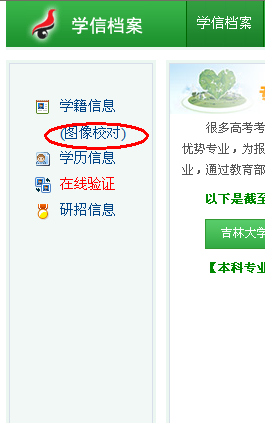 学信档案
学信档案
学籍信息
(图像校对)
学历信息
在线验证
研招信息
很多高考考
优势专业，为报
业，通过教育部
以下是截至
吉林大学
【本科专业